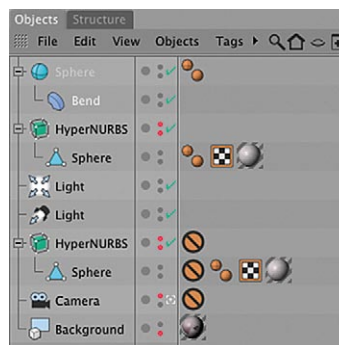 Objects Structure
File Edit View Objects Tags
Sphere
Bend
HyperNURBS
Sphere
Light
Light
HyperNURBS
Sphere
Camera
Background